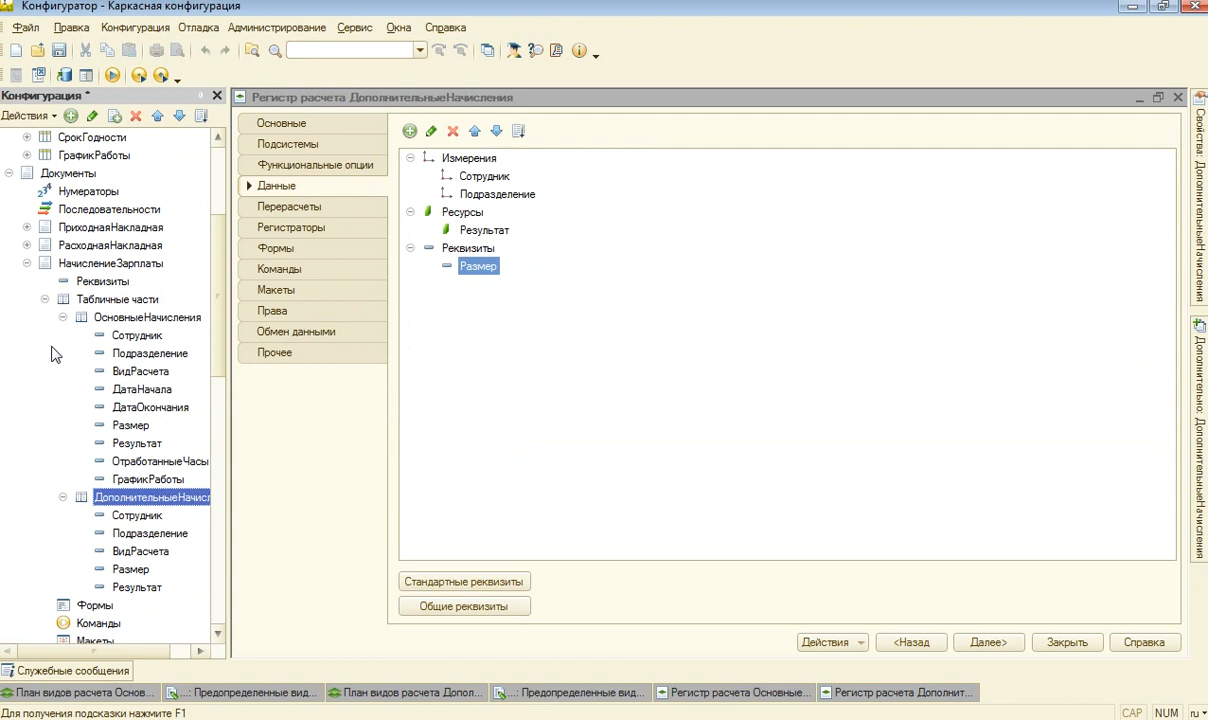 Конфигуратор - Каркасная конфигурация
Файл Правка Конфигурация Отладка Администрирование Сервис Окна Справка
Конфигурация *
Действия
СрокГодности
ГрафикРаботы
Документы
Нумераторы
Последовательности
ПриходнаяНакладная
РасходнаяНакладная
НачислениеЗарплаты
Реквизиты
Табличные части
ОсновныеНачисления
Сотрудник
Подразделение
ВидРасчета
ДатаНачала
ДатаОкончания
Размер
Результат
ОтработанныеЧасы
ГрафикРаботы
ДополнительныеНачисл
Сотрудник
Подразделение
ВидРасчета
Размер
Результат
Формы
Команды
Макеты
Регистр расчета ДополнительныеНачисления
Основные
Подсистемы
Функциональные опции
Данные
Перерасчеты
Регистраторы
Формы
Команды
Макеты
Права
Обмен данными
Прочее
Измерения
Сотрудник
Подразделение
Ресурсы
Результат
Реквизиты
Размер
Стандартные реквизиты
Общие реквизиты
Действия <Назад Далее> Закрыть Справка
Свойства: ДополнительныеНачисления
Дополнительно: ДополнительныеНачисления
Служебные сообщения
План видов расчета Основ... ...: Предопределенные вид... План видов расчета Допол... ...: Предопределенные вид... Регистр расчета Основные... Регистр расчета Дополнит...
Для получения подсказки нажмите F1
CAP NUM ru